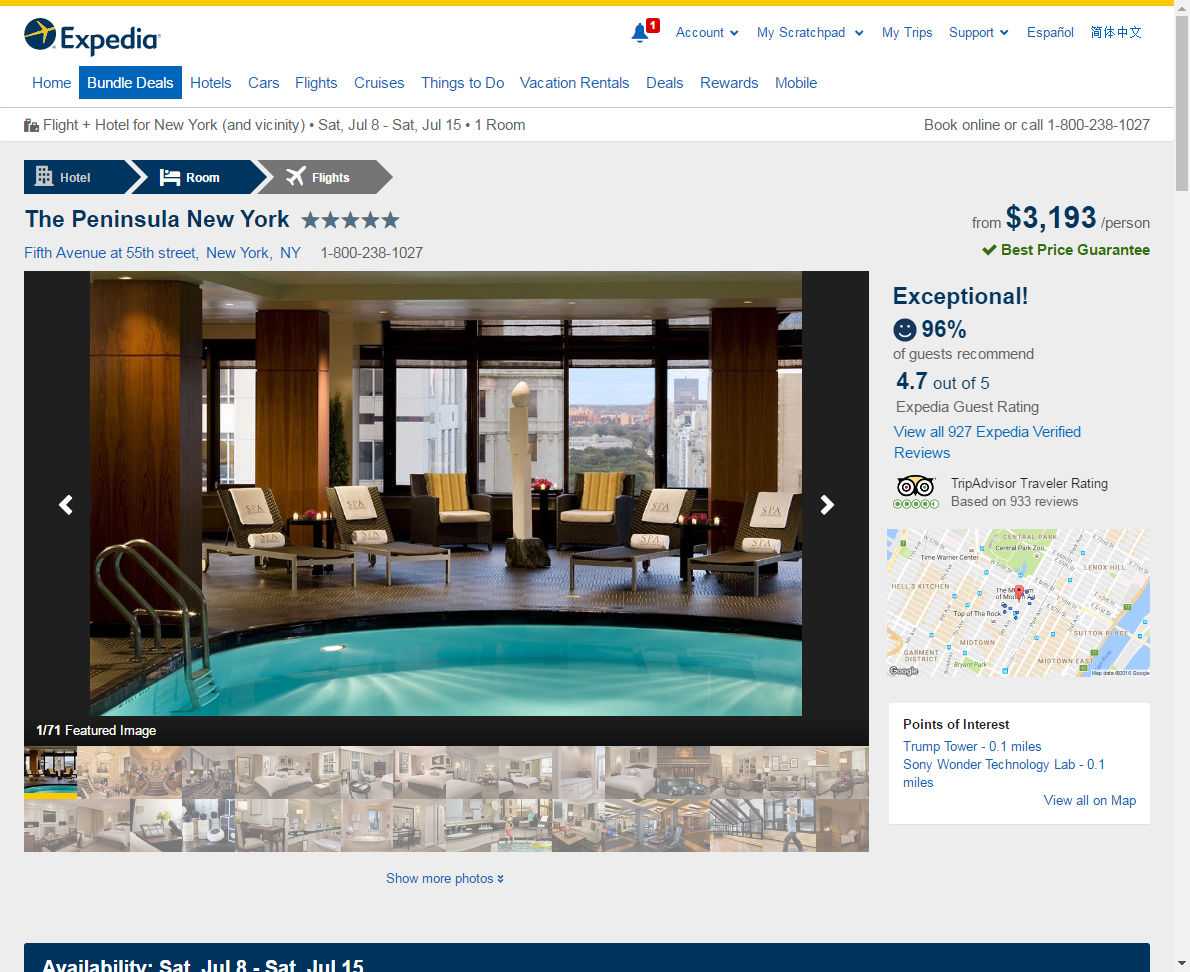 Expedia
1
Account
My Scratchpad
My Trips
Support
Español
简体中文
Home
Bundle Deals
Hotels
Cars
Flights
Cruises
Things to Do
Vacation Rentals
Deals
Rewards
Mobile
Flight + Hotel for New York (and vicinity) • Sat, Jul 8 - Sat, Jul 15 • 1 Room
Book online or call 1-800-238-1027
Hotel
Room
Flights
The Peninsula New York
from $3,193 /person
Fifth Avenue at 55th street, New York, NY 1-800-238-1027
Best Price Guarantee
Exceptional!
96%
of guests recommend
4.7 out of 5
Expedia Guest Rating
View all 927 Expedia Verified
Reviews
TripAdvisor Traveler Rating
Based on 933 reviews
SPA
SPA
SPA
SPA
SPA
SPA
SPA
SPA
CENTRAL PARK
Central Park Zoo
Time Warner Center
LENOX HILL
HELL'S KITCHEN
Top of The Rock
SUTTON PLACE
MIDTOWN
GARMENT
DISTRICT
Bryant Park
MIDTOWN EAST
Google
Map data ©2016 Google
1/71 Featured Image
Points of Interest
Trump Tower - 0.1 miles
Sony Wonder Technology Lab - 0.1
miles
View all on Map
Show more photos
Availability: Sat, Jul 8 - Sat, Jul 15